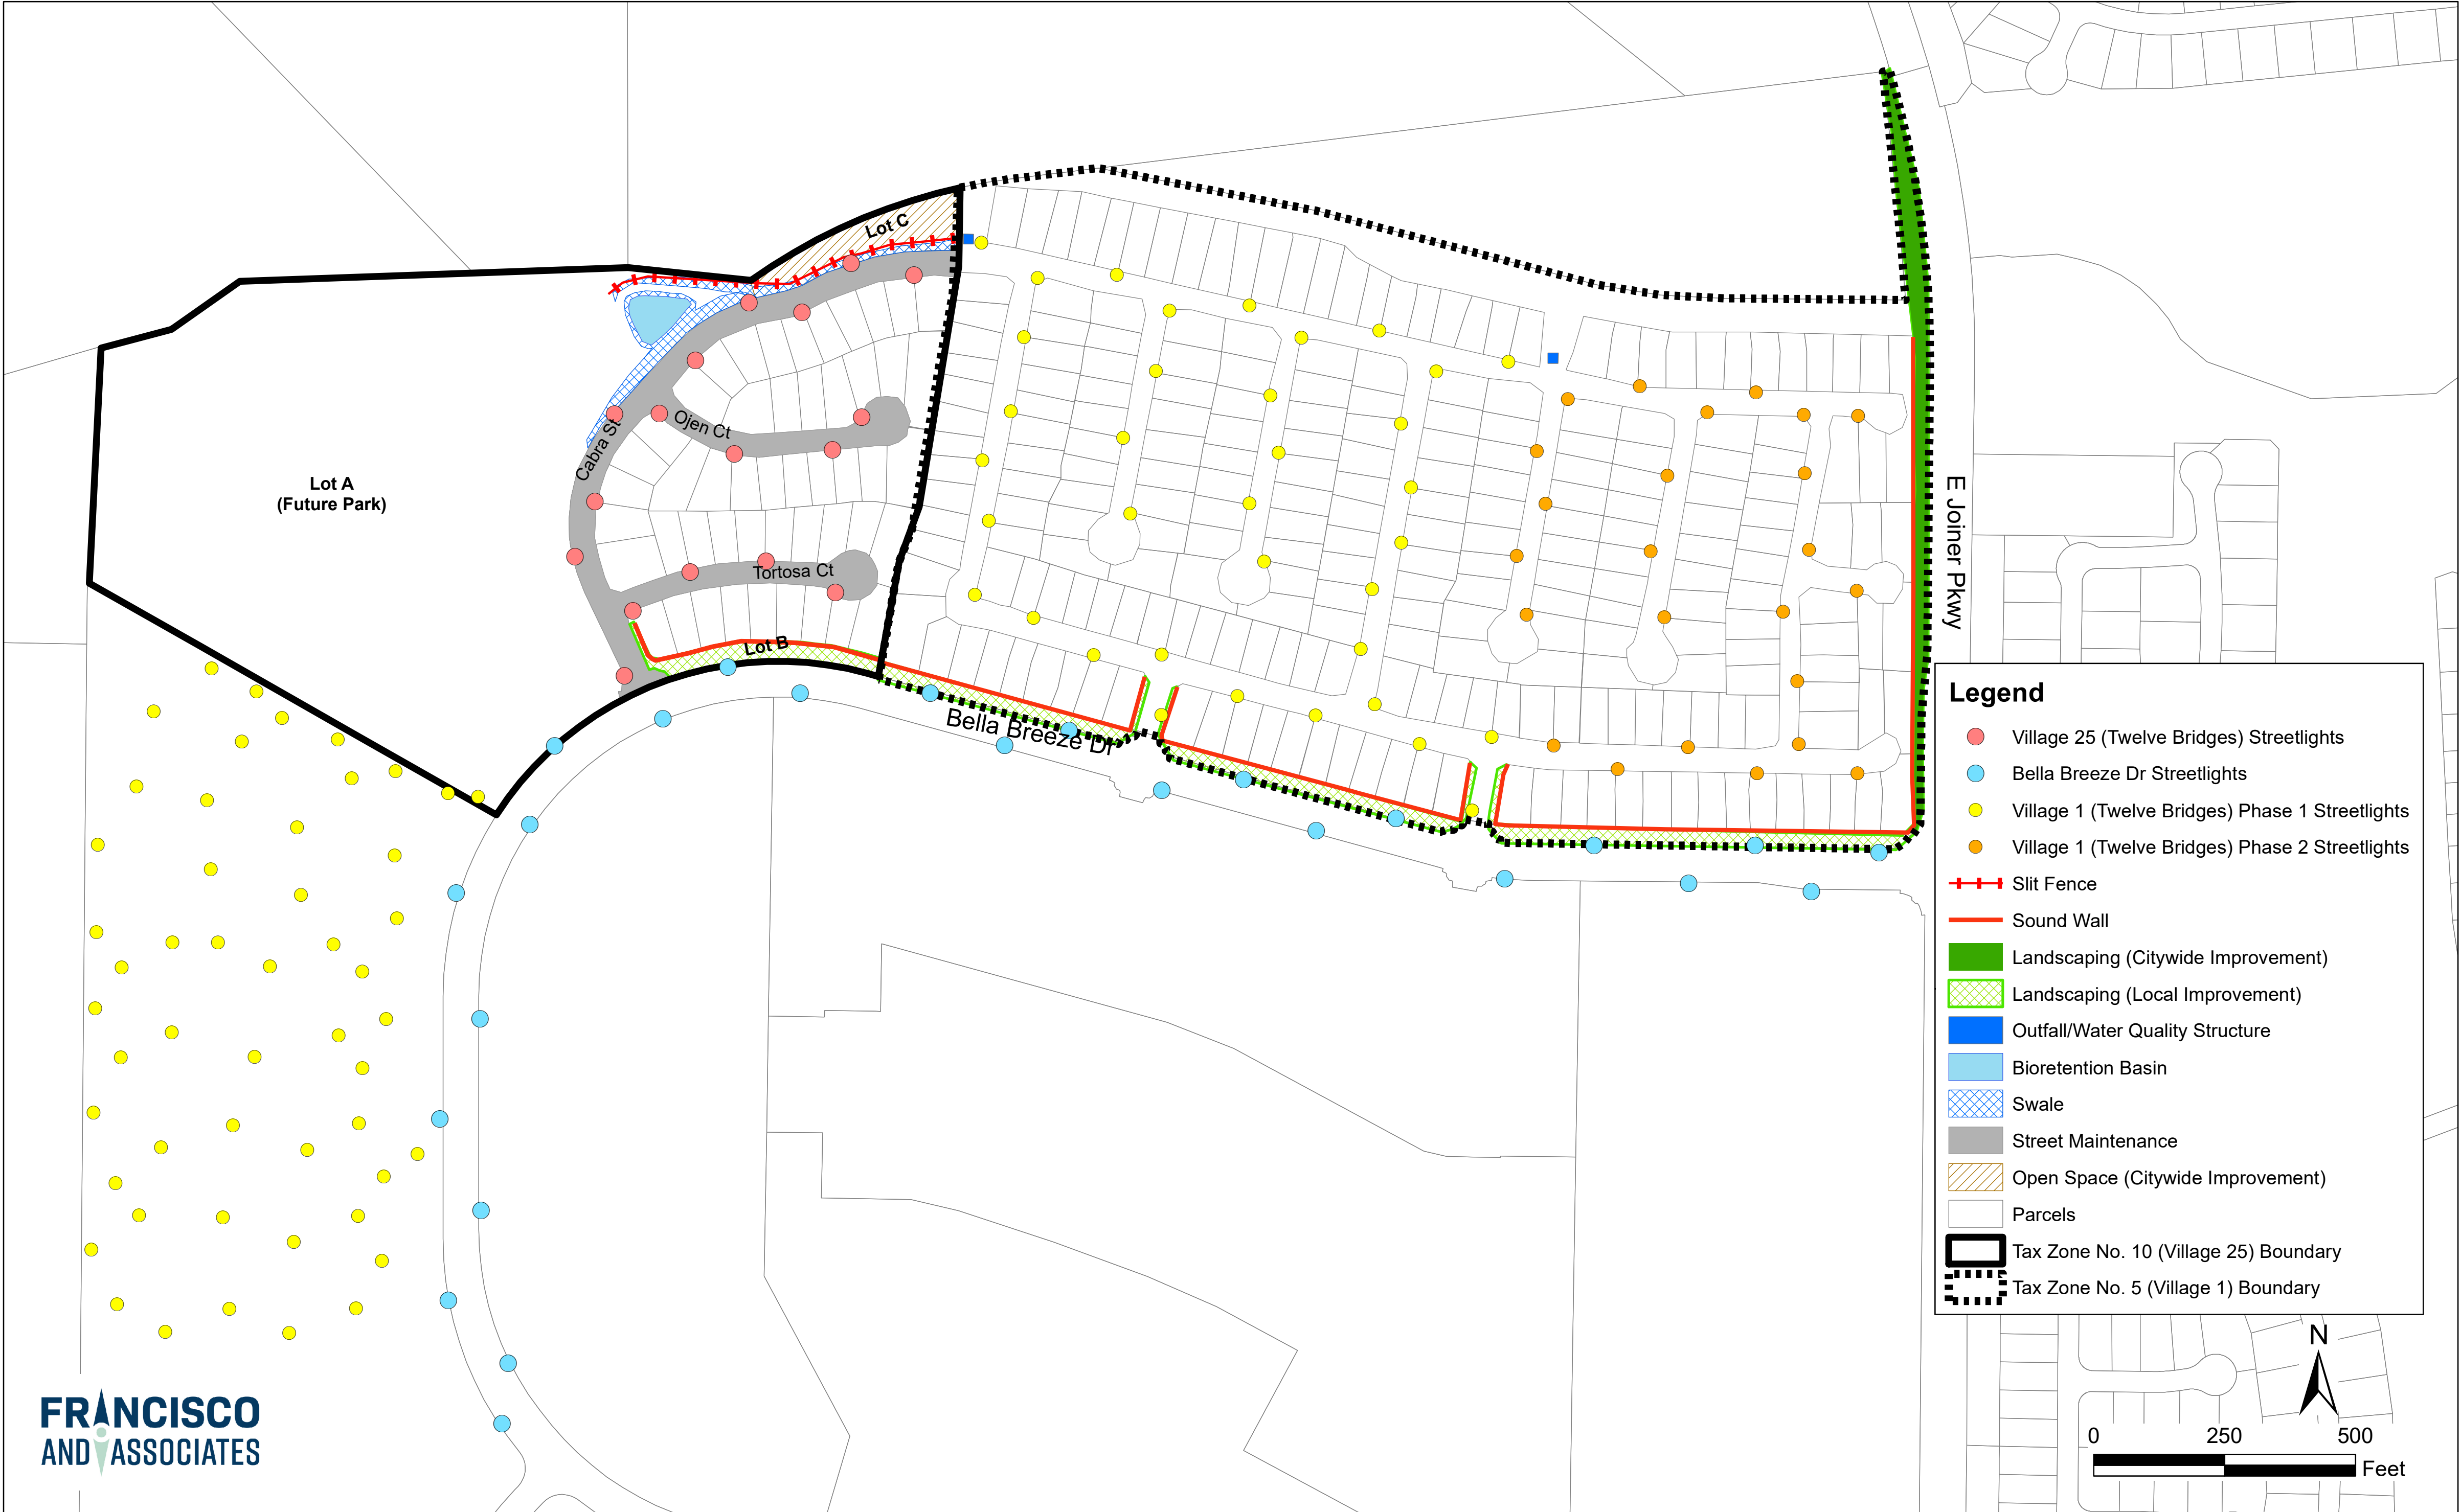 Lot C
Ojen Ct
Cabra St
Lot A
(Future Park)
Tortosa Ct
Lot B
Bella Breeze Dr
E Joiner Pkwy
Legend
Village 25 (Twelve Bridges) Streetlights
Bella Breeze Dr Streetlights
Village 1 (Twelve Bridges) Phase 1 Streetlights
Village 1 (Twelve Bridges) Phase 2 Streetlights
Slit Fence
Sound Wall
Landscaping (Citywide Improvement)
Landscaping (Local Improvement)
Outfall/Water Quality Structure
Bioretention Basin
Swale
Street Maintenance
Open Space (Citywide Improvement)
Parcels
Tax Zone No. 10 (Village 25) Boundary
Tax Zone No. 5 (Village 1) Boundary
N
0 250 500
Feet
FRANCISCO
AND ASSOCIATES